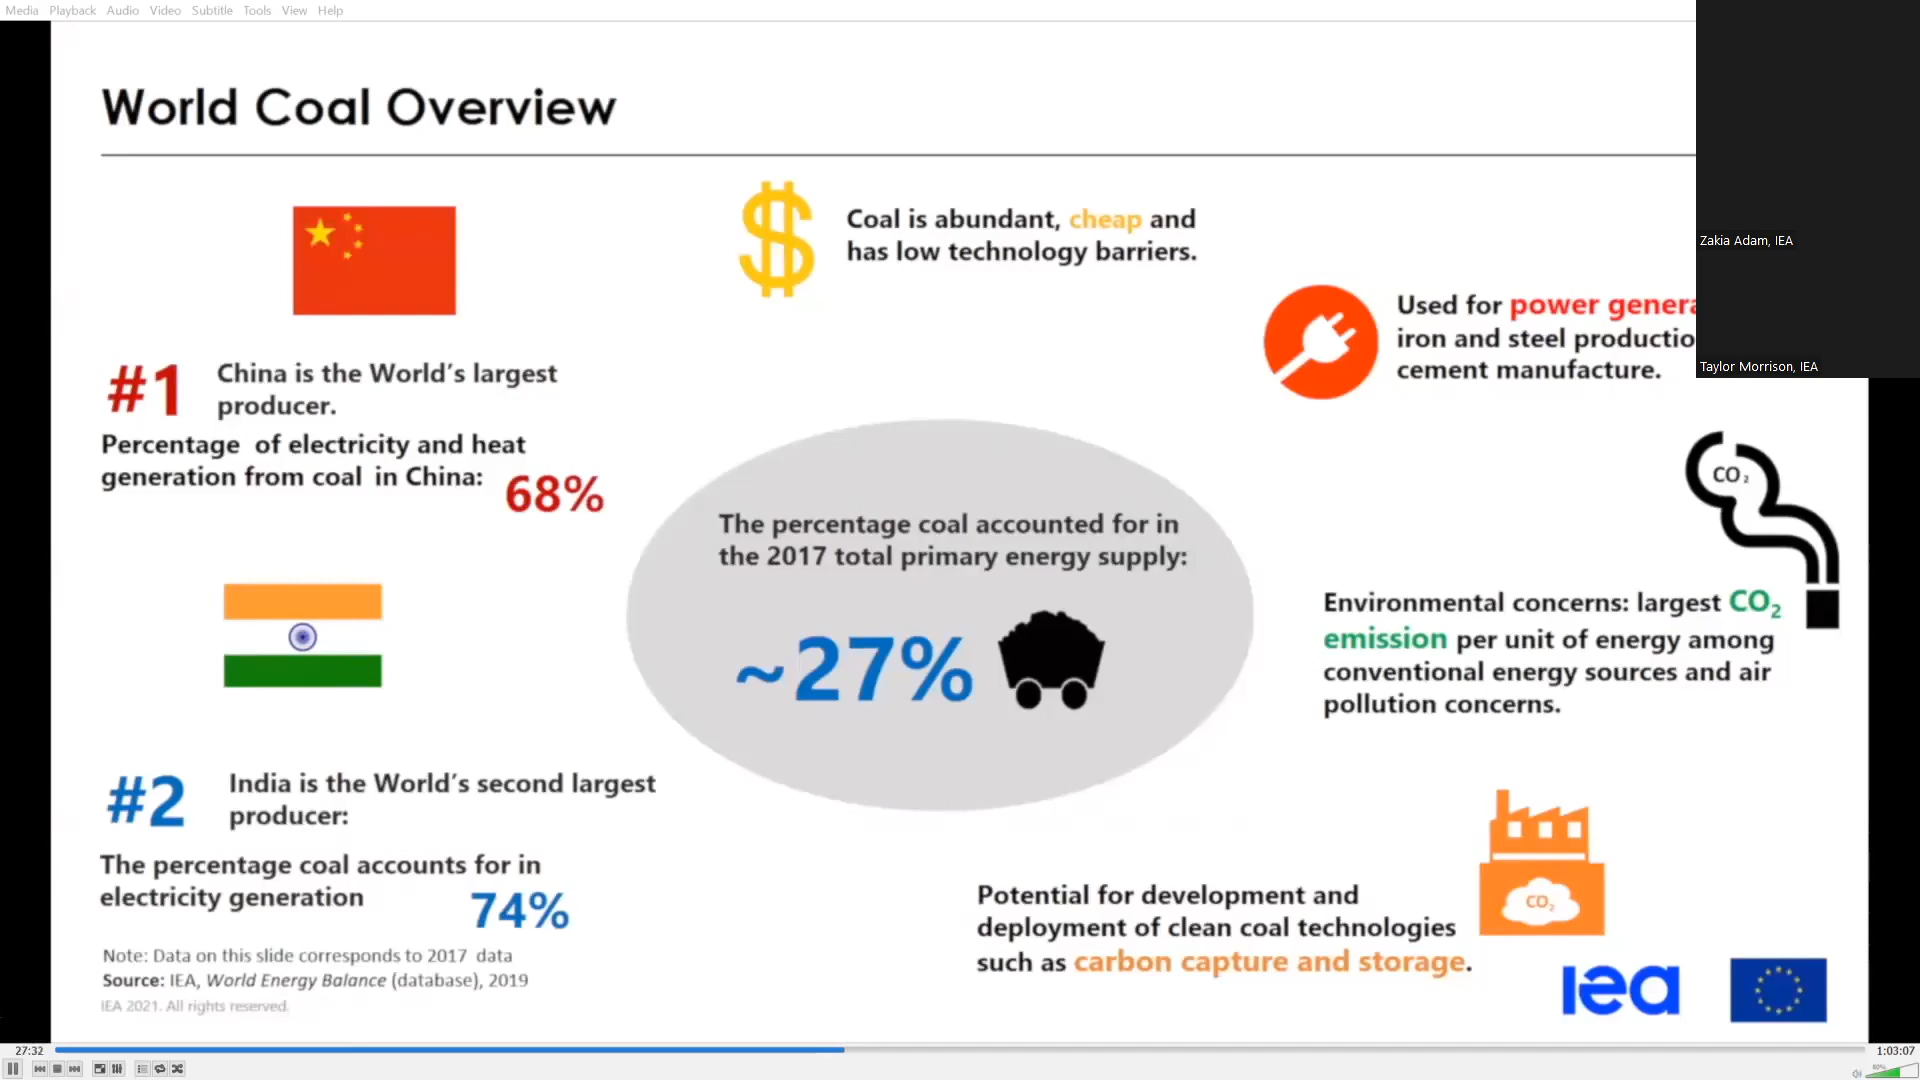 Media Playback Audio Video Subtitle Tools View Help
World Coal Overview
Zakia Adam, IEA
Taylor Morrison, IEA
Coal is abundant, cheap and
has low technology barriers.
Used for power genera
iron and steel productio
cement manufacture.
#1
China is the World's largest
producer.
Percentage of electricity and heat
generation from coal in China:
68%
The percentage coal accounted for in
the 2017 total primary energy supply:
~27%
CO₂
Environmental concerns: largest CO₂
emission per unit of energy among
conventional energy sources and air
pollution concerns.
#2
India is the World's second largest
producer:
The percentage coal accounts for in
electricity generation
74%
CO₂
Potential for development and
deployment of clean coal technologies
such as carbon capture and storage.
Note: Data on this slide corresponds to 2017 data
Source: IEA, World Energy Balance (database), 2019
IEA 2021. All rights reserved.
iea
27:32
1:03:07
80%